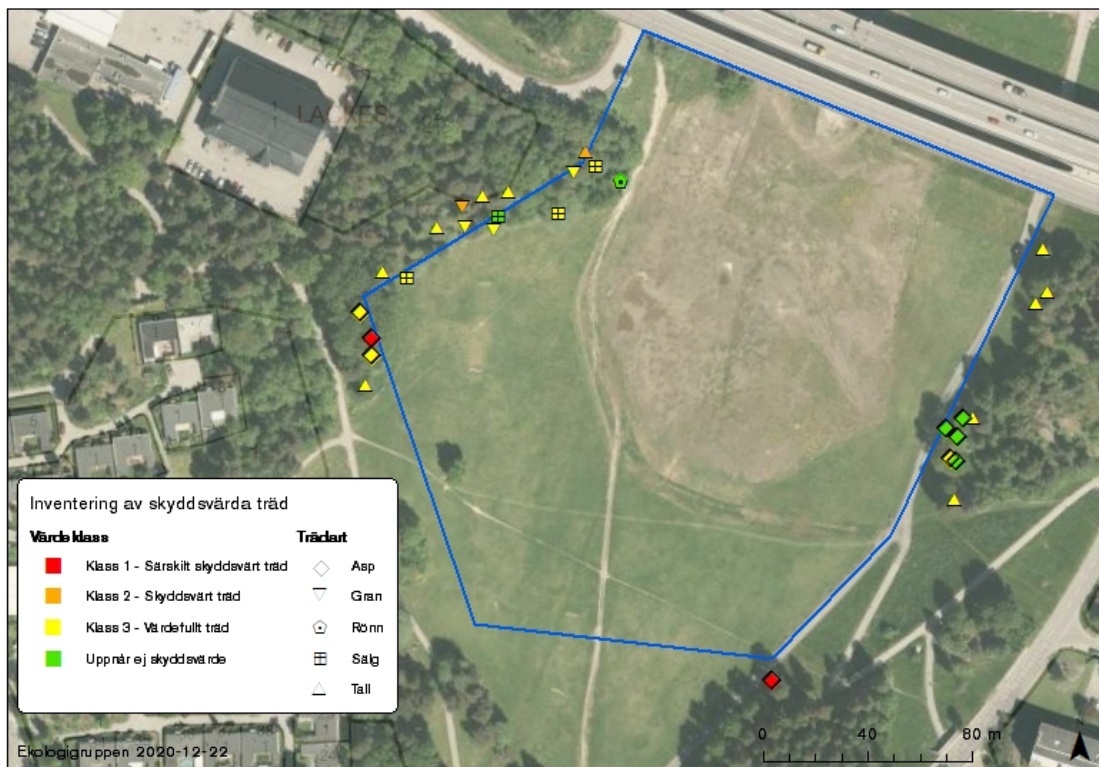 LACKES
Inventering av skyddsvärda träd
Värdeklass Trädart
Klass 1 - Särskilt skyddsvärt träd Asp
Klass 2 - Skyddsvärt träd Gran
Klass 3 - Värdefullt träd Rönn
Uppnår ej skyddsvärde Sälg
Tall
Ekologigruppen 2020-12-22
0 40 80 m